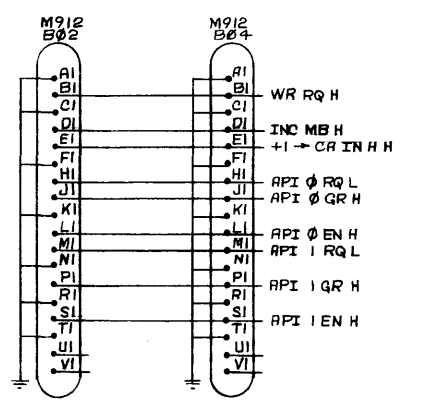 M912 M912
BØ2 BØ4
A1 A1
B1 B1 WR RQ H
C1 C1
D1 D1 INC MB H
E1 E1 +1 → CA IN H H
F1 F1
H1 H1 API Ø RQ L
J1 J1 API Ø GR H
K1 K1
L1 L1 API Ø EN H
M1 M1 API 1 RQ L
N1 N1
P1 P1 API 1 GR H
R1 R1
S1 S1 API 1 EN H
T1 T1
U1 U1
V1 V1